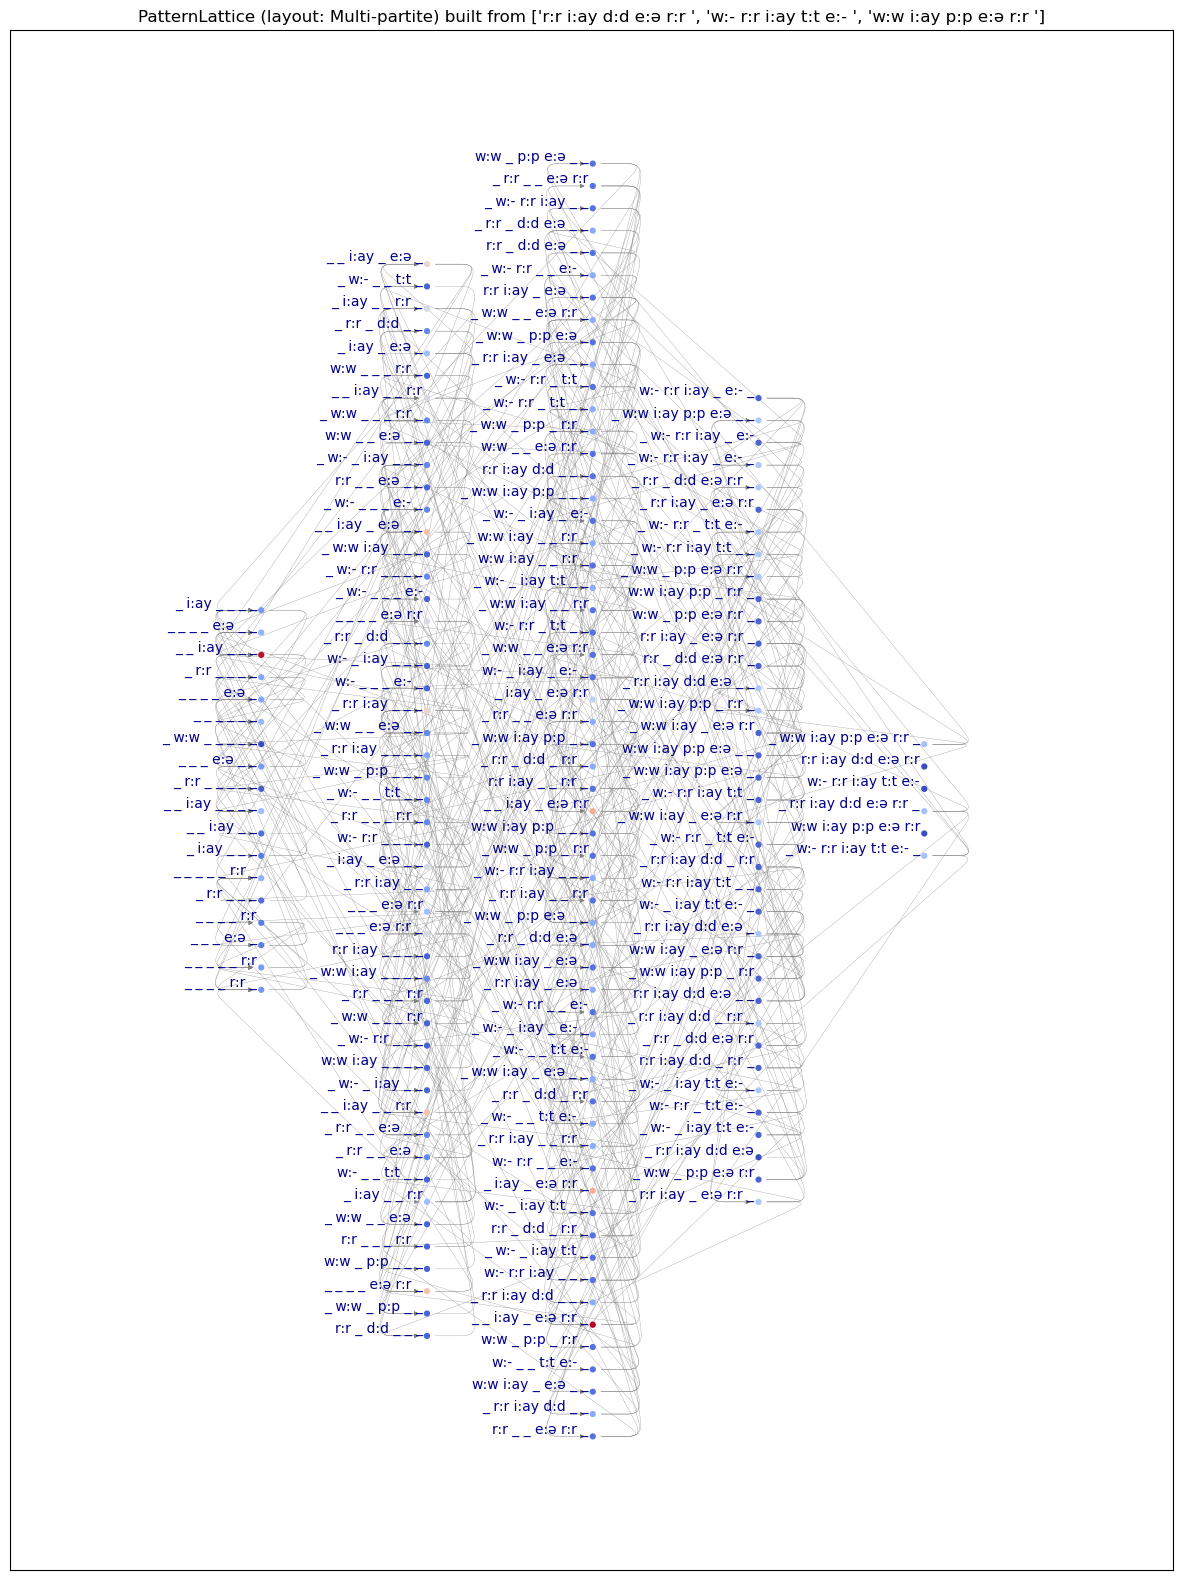 PatternLattice (layout: Multi-partite) built from ['r:r i:ay d:d e:ə r:r ', 'w:- r:r i:ay t:t e:- ', 'w:w i:ay p:p e:ə r:r ']
_ i:ay _ _ _ _
_ _ _ _ e:ə _
_ _ i:ay _ _ _
_ r:r _ _ _
_ _ _ _ e:ə
_ _ _ _ _
_ w:w _ _ _ _
_ _ _ e:ə _ _
_ r:r _ _ _ _
_ _ i:ay _ _
_ _ i:ay _ _
_ i:ay _ _ _
_ _ _ _ _ r:r _
_ r:r _ _ _
_ _ _ _ r:r
_ _ _ e:ə _
_ _ _ _ _ r:r
_ _ _ _ r:r _
_ _ i:ay _ e:ə _
_ w:- _ _ t:t
_ i:ay _ _ r:r
_ r:r _ d:d _ _
_ i:ay _ e:ə _
w:w _ _ _ r:r
_ _ i:ay _ _ r:r
_ w:w _ _ _ r:r _
w:w _ _ e:ə _ _
_ w:- _ i:ay _ _ _
r:r _ _ e:ə _ _
_ w:- _ _ _ e:- _
_ _ i:ay _ e:ə _ _
_ w:w i:ay _ _ _
_ w:- r:r _ _ _ _
_ w:- _ _ _ e:-
_ _ _ _ e:ə r:r
_ r:r _ d:d _ _ _
w:- _ i:ay _ _ _
w:- _ _ _ e:- _
_ r:r i:ay _ _ _
_ w:w _ _ e:ə _ _
_ r:r i:ay _ _ _ _
_ w:w _ p:p _ _
_ w:- _ _ t:t _ _
_ r:r _ _ _ r:r _
w:- r:r _ _ _ _
_ i:ay _ e:ə _ _
_ r:r i:ay _ _ _
_ _ _ e:ə r:r _
_ _ _ e:ə r:r
r:r i:ay _ _ _ _
_ w:w i:ay _ _ _ _
_ r:r _ _ _ r:r
_ w:w _ _ _ r:r
_ w:- r:r _ _ _
w:w i:ay _ _ _ _
_ w:- _ i:ay _ _
_ _ i:ay _ _ r:r _
_ r:r _ _ e:ə _ _
_ r:r _ _ e:ə _
w:- _ _ t:t _ _
_ i:ay _ _ r:r _
_ w:w _ _ e:ə _
r:r _ _ _ r:r _
w:w _ p:p _ _ _
_ _ _ _ e:ə r:r _
_ w:w _ p:p _ _
r:r _ d:d _ _ _
w:w _ p:p e:ə _ _
_ r:r _ _ e:ə r:r
_ w:- r:r i:ay _ _
_ r:r _ d:d e:ə _ _
r:r _ d:d e:ə _ _
_ w:- r:r _ _ e:- _
r:r i:ay _ e:ə _ _
_ w:w _ _ e:ə r:r _
_ w:w _ p:p e:ə _
_ r:r i:ay _ e:ə _ _
_ w:- r:r _ t:t _
_ w:- r:r _ t:t _ _
_ w:w _ p:p _ r:r _
w:w _ _ e:ə r:r _
r:r i:ay d:d _ _ _
_ w:w i:ay p:p _ _ _
_ w:- _ i:ay _ e:-
_ w:w i:ay _ _ r:r _
w:w i:ay _ _ r:r _
_ w:- _ i:ay t:t _ _
_ w:w i:ay _ _ r:r
w:- r:r _ t:t _ _
_ w:w _ _ e:ə r:r
w:- _ i:ay _ e:- _
_ i:ay _ e:ə r:r
_ r:r _ _ e:ə r:r _
_ w:w i:ay p:p _ _
_ r:r _ d:d _ r:r _
r:r i:ay _ _ r:r _
_ _ i:ay _ e:ə r:r
w:w i:ay p:p _ _ _
_ w:w _ p:p _ r:r
_ w:- r:r i:ay _ _ _
_ r:r i:ay _ _ r:r
_ w:w _ p:p e:ə _ _
_ r:r _ d:d e:ə _
_ w:w i:ay _ e:ə _
_ r:r i:ay _ e:ə _
_ w:- r:r _ _ e:-
_ w:- _ i:ay _ e:- _
_ w:- _ _ t:t e:-
_ w:w i:ay _ e:ə _ _
_ r:r _ d:d _ r:r
_ w:- _ _ t:t e:- _
_ r:r i:ay _ _ r:r _
w:- r:r _ _ e:- _
_ i:ay _ e:ə r:r _
w:- _ i:ay t:t _ _
r:r _ d:d _ r:r _
_ w:- _ i:ay t:t _
w:- r:r i:ay _ _ _
_ r:r i:ay d:d _ _ _
_ _ i:ay _ e:ə r:r _
w:w _ p:p _ r:r _
w:- _ _ t:t e:- _
w:w i:ay _ e:ə _ _
_ r:r i:ay d:d _ _
r:r _ _ e:ə r:r _
w:- r:r i:ay _ e:- _
_ w:w i:ay p:p e:ə _ _
_ w:- r:r i:ay _ e:-
_ w:- r:r i:ay _ e:- _
_ r:r _ d:d e:ə r:r _
_ r:r i:ay _ e:ə r:r
_ w:- r:r _ t:t e:- _
_ w:- r:r i:ay t:t _ _
_ w:w _ p:p e:ə r:r _
w:w i:ay p:p _ r:r _
w:w _ p:p e:ə r:r _
r:r i:ay _ e:ə r:r _
r:r _ d:d e:ə r:r _
_ r:r i:ay d:d e:ə _ _
_ w:w i:ay p:p _ r:r _
_ w:w i:ay _ e:ə r:r
w:w i:ay p:p e:ə _ _
_ w:w i:ay p:p e:ə _
_ w:- r:r i:ay t:t _
_ w:w i:ay _ e:ə r:r _
_ w:- r:r _ t:t e:-
_ r:r i:ay d:d _ r:r
w:- r:r i:ay t:t _ _
w:- _ i:ay t:t e:- _
_ r:r i:ay d:d e:ə _
w:w i:ay _ e:ə r:r _
_ w:w i:ay p:p _ r:r
r:r i:ay d:d e:ə _ _
_ r:r i:ay d:d _ r:r _
_ r:r _ d:d e:ə r:r
r:r i:ay d:d _ r:r _
_ w:- _ i:ay t:t e:- _
w:- r:r _ t:t e:- _
_ w:- _ i:ay t:t e:-
_ r:r i:ay d:d e:ə
_ w:w _ p:p e:ə r:r
_ r:r i:ay _ e:ə r:r _
_ w:w i:ay p:p e:ə r:r _
r:r i:ay d:d e:ə r:r
w:- r:r i:ay t:t e:-
_ r:r i:ay d:d e:ə r:r _
w:w i:ay p:p e:ə r:r
_ w:- r:r i:ay t:t e:- _